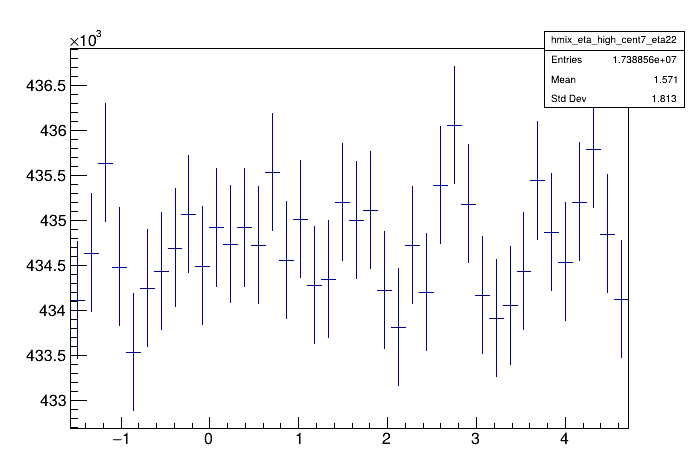 ×10³
hmix_eta_high_cent7_eta22
Entries 1.738856e+07
Mean 1.571
Std Dev 1.813
436.5
436
435.5
435
434.5
434
433.5
433
−1 0 1 2 3 4